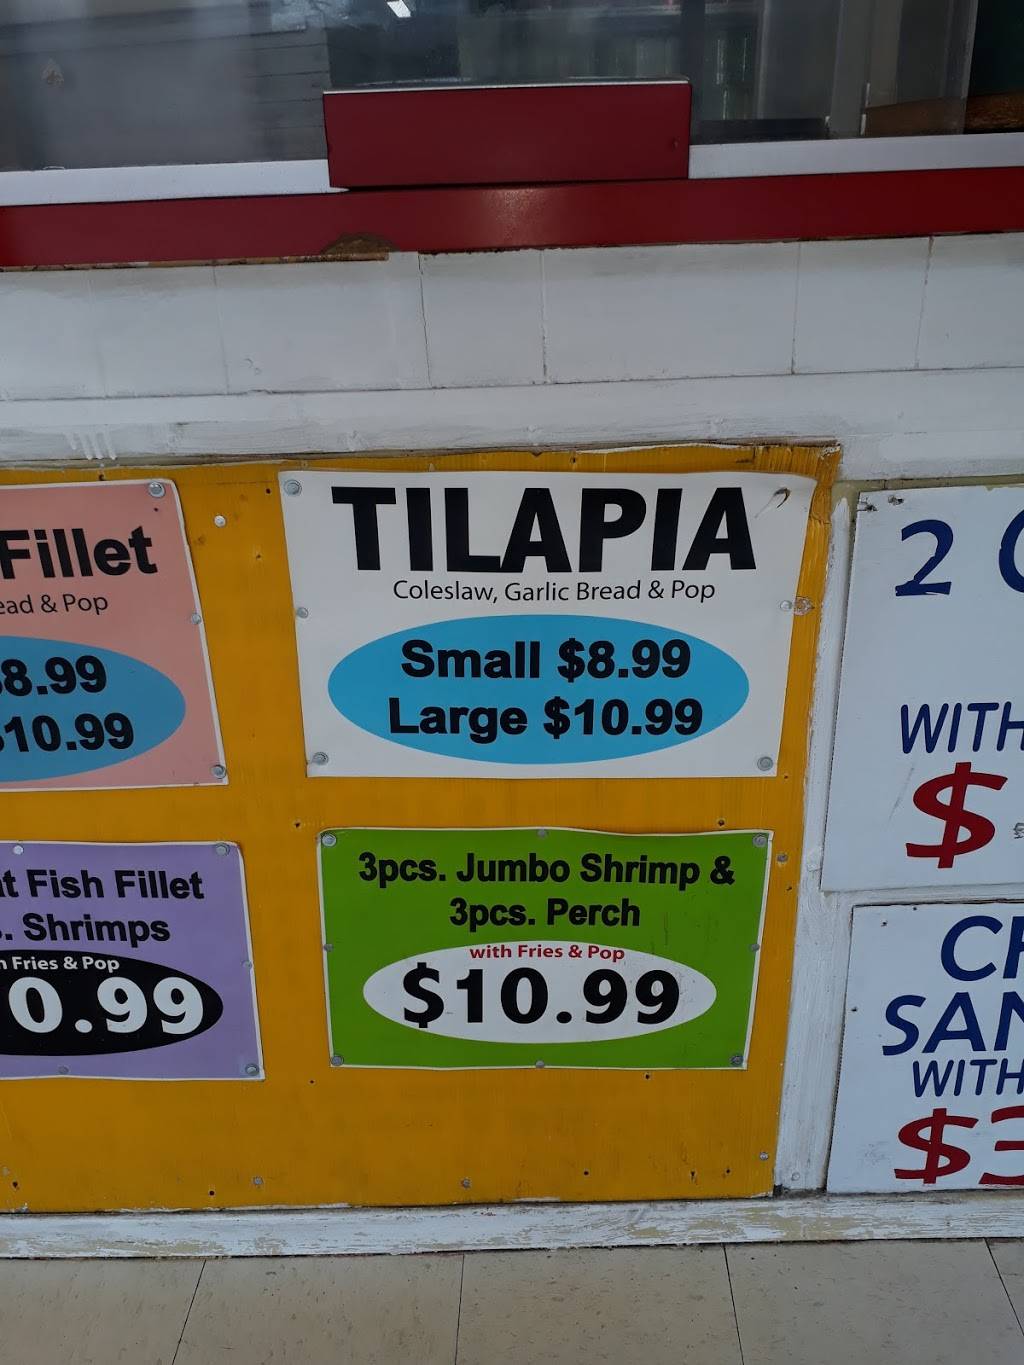 Fillet
& Pop
8.99
10.99
TILAPIA
Coleslaw, Garlic Bread & Pop
Small $8.99
Large $10.99
Fish Fillet
Shrimps
Fries & Pop
0.99
3pcs. Jumbo Shrimp &
3pcs. Perch
with Fries & Pop
$10.99
2
WITH
$
WITH
$3